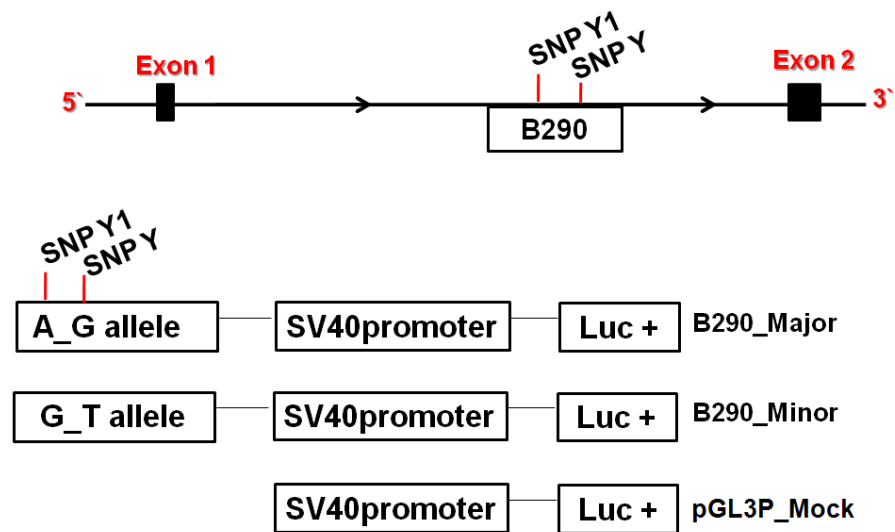 SNP Y1
SNP Y
Exon 1
Exon 2
5`
3`
B290
SNP Y1
SNP Y
A_G allele
SV40promoter
Luc +
B290_Major
G_T allele
SV40promoter
Luc +
B290_Minor
SV40promoter
Luc +
pGL3P_Mock